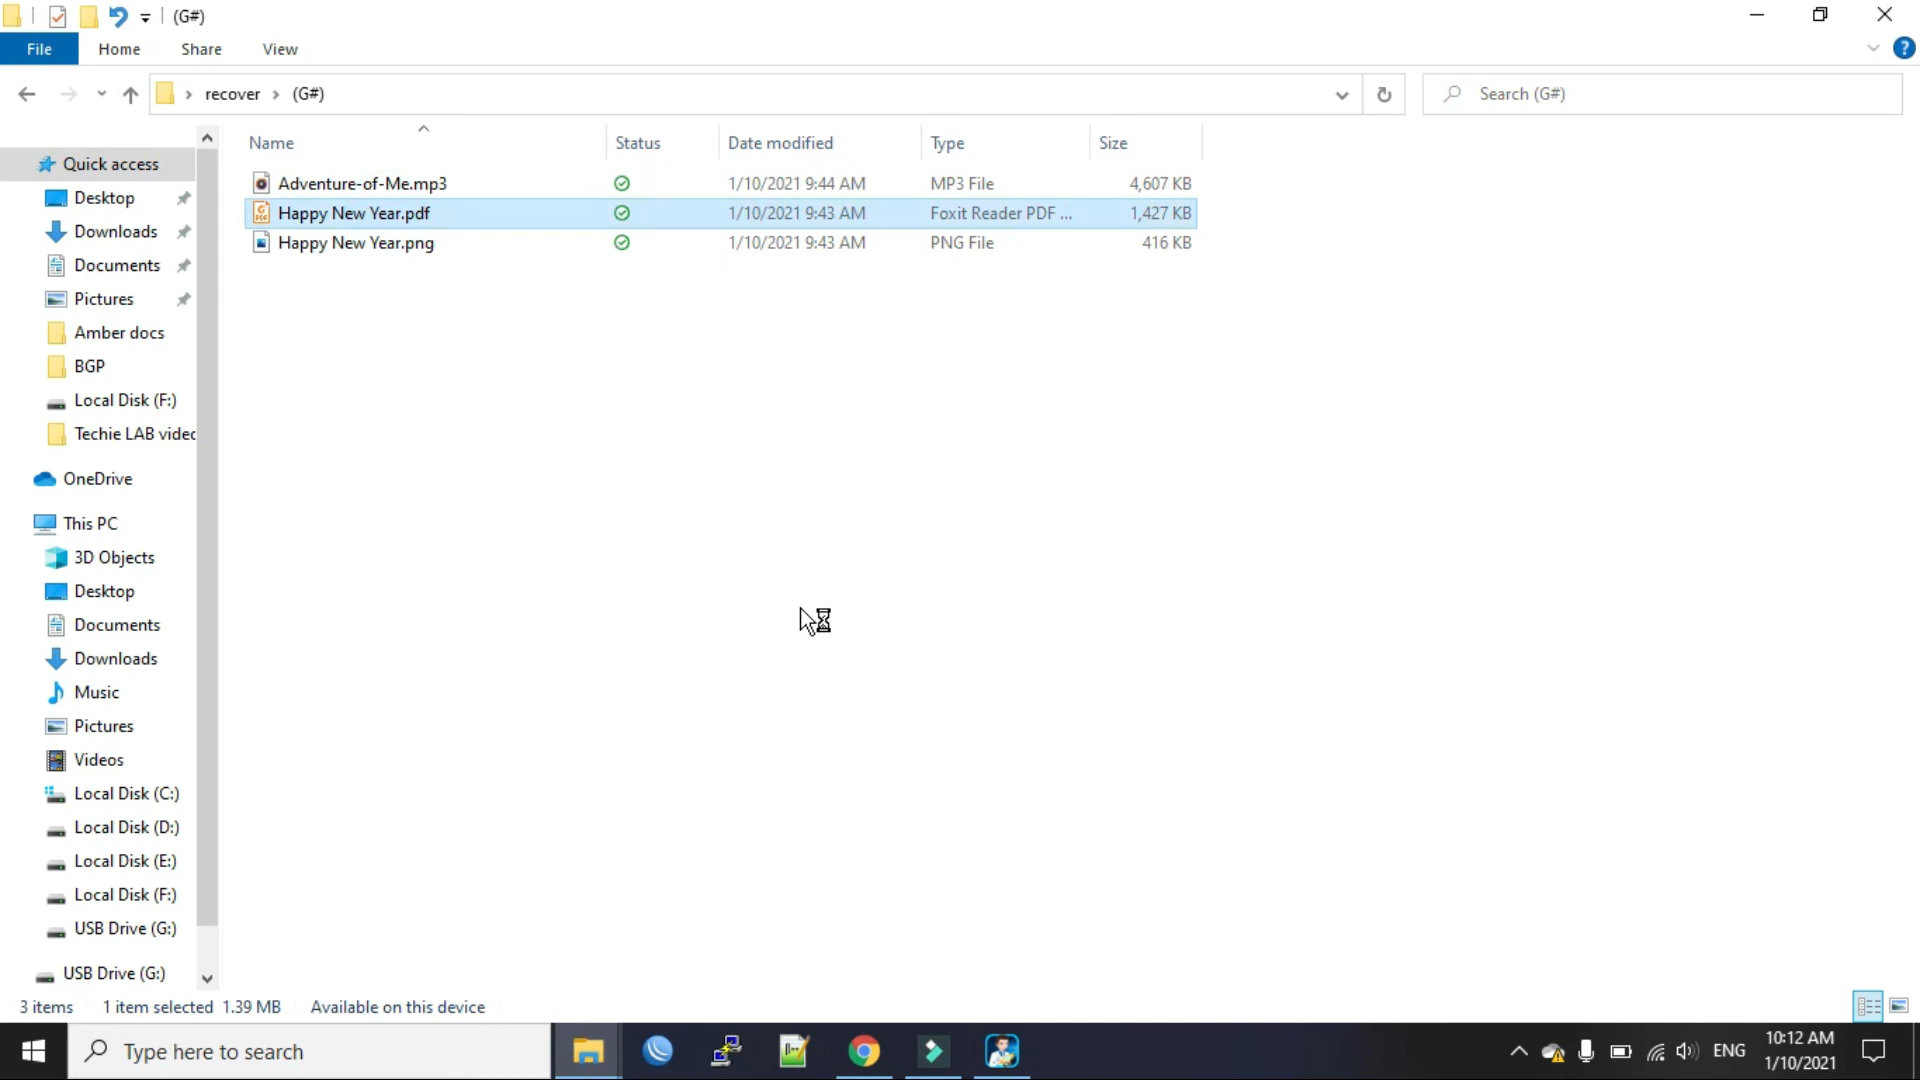 (G#)
File Home Share View
recover (G#)
Search (G#)
Name Status Date modified Type Size
Adventure-of-Me.mp3 1/10/2021 9:44 AM MP3 File 4,607 KB
Happy New Year.pdf 1/10/2021 9:43 AM Foxit Reader PDF ... 1,427 KB
Happy New Year.png 1/10/2021 9:43 AM PNG File 416 KB
Quick access
Desktop
Downloads
Documents
Pictures
Amber docs
BGP
Local Disk (F:)
Techie LAB videc
OneDrive
This PC
3D Objects
Desktop
Documents
Downloads
Music
Pictures
Videos
Local Disk (C:)
Local Disk (D:)
Local Disk (E:)
Local Disk (F:)
USB Drive (G:)
USB Drive (G:)
3 items 1 item selected 1.39 MB Available on this device
Type here to search
ENG
10:12 AM
1/10/2021